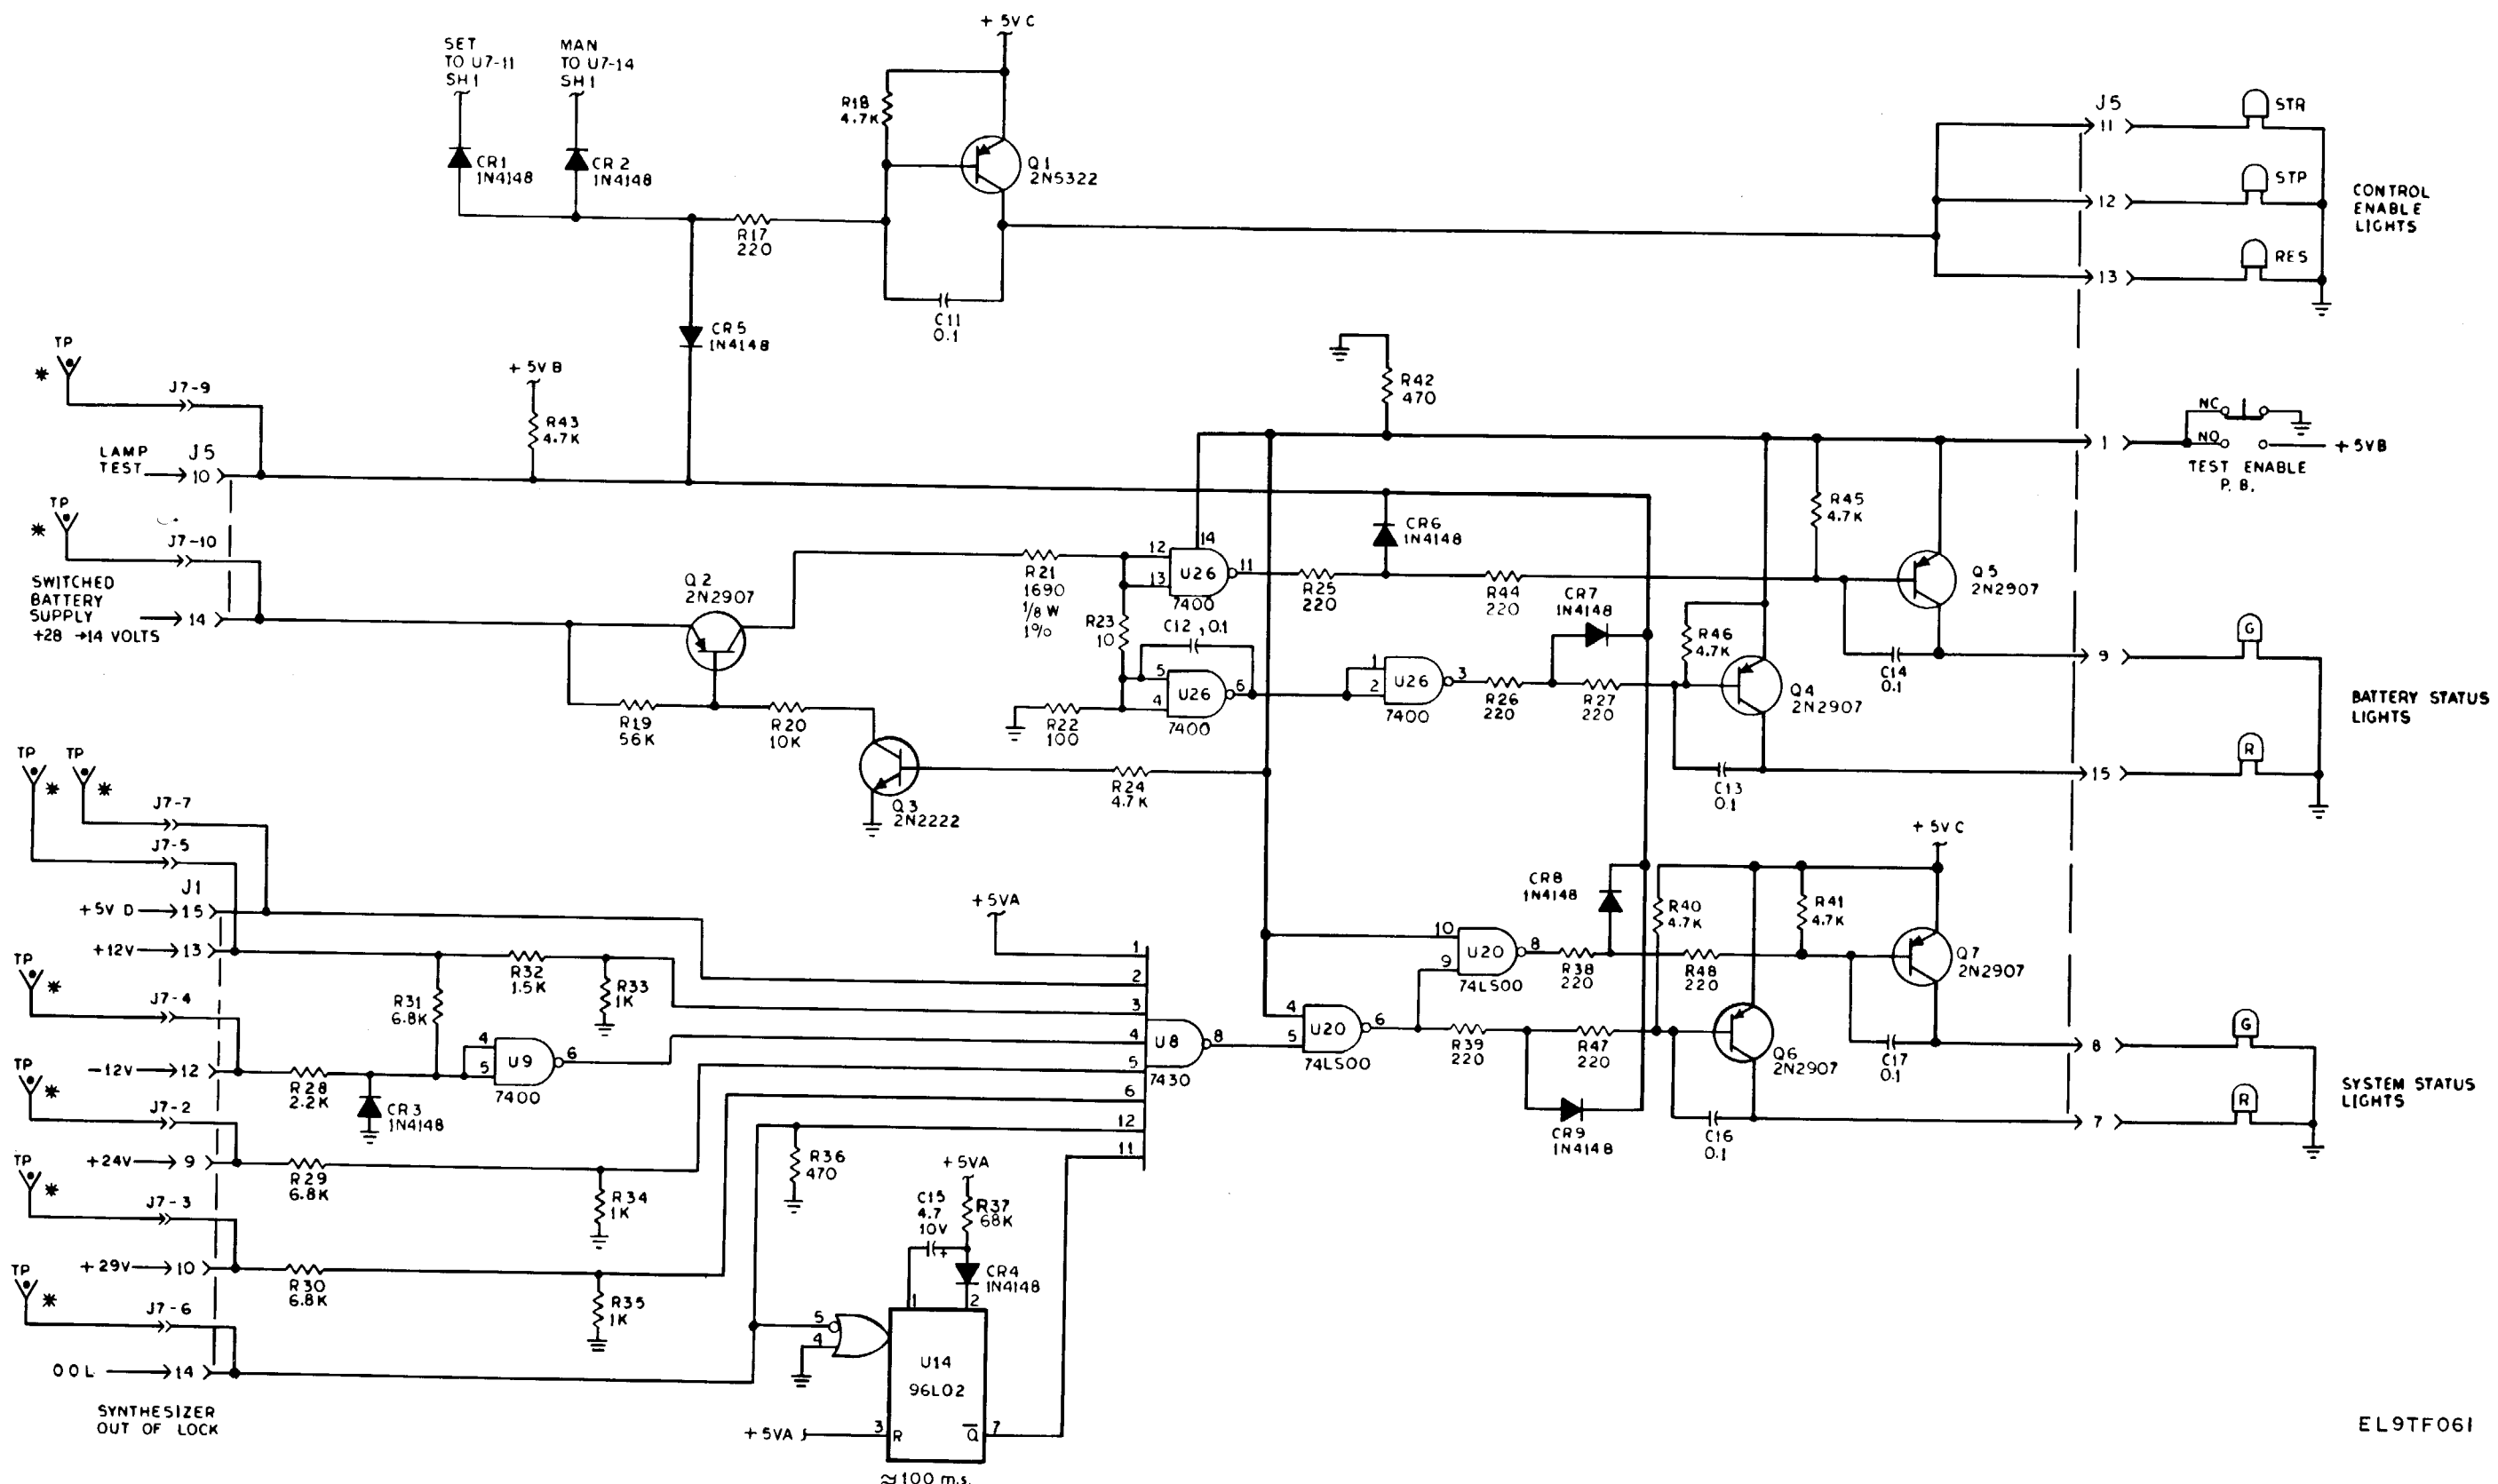 + 5V C
SET
TO U7-11
SH1
MAN
TO U7-14
SH1
R18
4.7K
CR1
1N4148
CR 2
1N4148
Q1
2N5322
R17
220
C11
0.1
CR5
1N4148
J5
11
STR
12
STP
13
RES
CONTROL
ENABLE
LIGHTS
TP
*
J7-9
+ 5V B
R43
4.7K
LAMP
TEST
J5
10
R42
470
1
NC
NO
+ 5VB
TEST ENABLE
P. B.
TP
*
J7-10
SWITCHED
BATTERY
SUPPLY
+28 →14 VOLTS
14
Q2
2N2907
R19
56K
R20
10K
Q3
2N2222
R21
1690
1/8 W
1%
R23
10
R22
100
R24
4.7K
12
13
14
11
U26
7400
C12 , 0.1
5
4
6
U26
7400
1
2
3
U26
7400
R25
220
CR6
1N4148
R44
220
CR7
1N4148
R26
220
R27
220
R46
4.7K
R45
4.7K
Q5
2N2907
Q4
2N2907
C14
0.1
C13
0.1
9
G
15
R
BATTERY STATUS
LIGHTS
TP
*
TP
*
J7-7
J7-5
J1
+5V D
15
+12V
13
TP
*
J7-4
-12V
12
TP
*
J7-2
+24V
9
TP
*
J7-3
+29V
10
TP
*
J7-6
OOL
14
SYNTHESIZER
OUT OF LOCK
R31
6.8K
R32
1.5K
R33
1K
R28
2.2K
CR3
1N4148
4
5
6
U9
7400
R29
6.8K
R34
1K
R30
6.8K
R35
1K
+5VA
1
2
3
4
5
6
12
11
U8
8
7430
R36
470
+5VA
C15
4.7
10V
R37
68K
CR4
1N4148
1
2
5
4
U14
96L02
+5VA
3
R
Q̅
7
≈100 m.s.
4
5
6
U20
74LS00
10
9
8
U20
74LS00
CR8
1N4148
R38
220
R48
220
R39
220
R47
220
CR9
1N4148
R40
4.7K
R41
4.7K
+ 5V C
Q7
2N2907
Q6
2N2907
C17
0.1
C16
0.1
8
G
7
R
SYSTEM STATUS
LIGHTS
EL9TF061